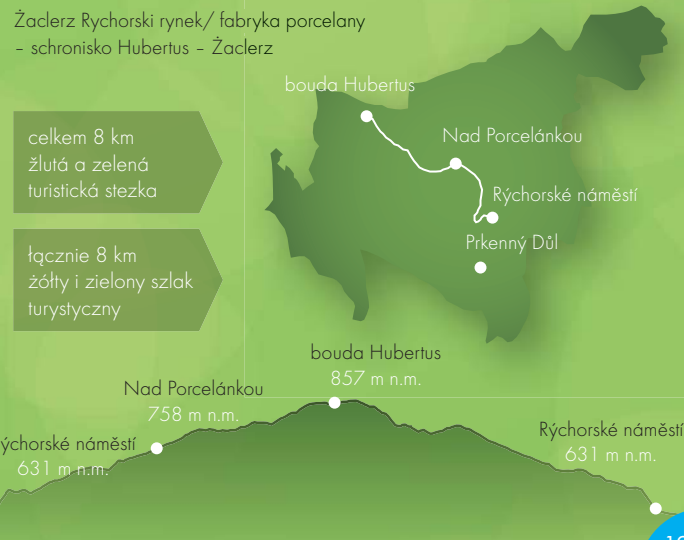 Żaclerz Rychorski rynek/ fabryka porcelany
– schronisko Hubertus – Żaclerz
bouda Hubertus
celkem 8 km
žlutá a zelená
turistická stezka
Nad Porcelánkou
Rýchorské náměstí
Prkenný Důl
łącznie 8 km
żółty i zielony szlak
turystyczny
bouda Hubertus
857 m n.m.
Nad Porcelánkou
758 m n.m.
ýchorské náměstí
631 m n.m.
Rýchorské náměstí
631 m n.m.